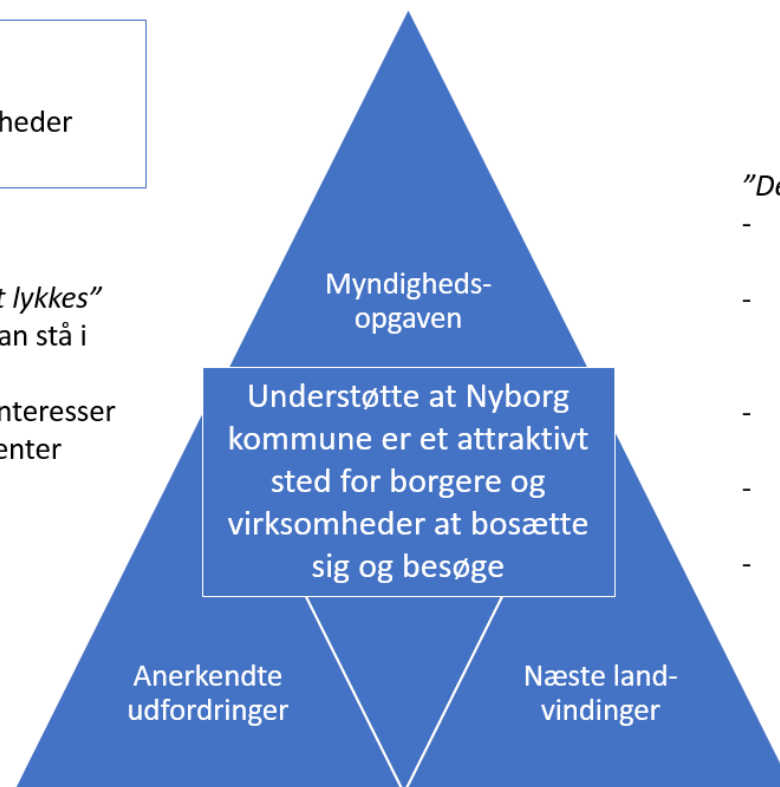 heder
t lykkes”
an stå i
nteresser
enter
Myndigheds-
opgaven
Understøtte at Nyborg
kommune er et attraktivt
sted for borgere og
virksomheder at bosætte
sig og besøge
Anerkendte
udfordringer
Næste land-
vindinger
”De
-
-
-
-
-